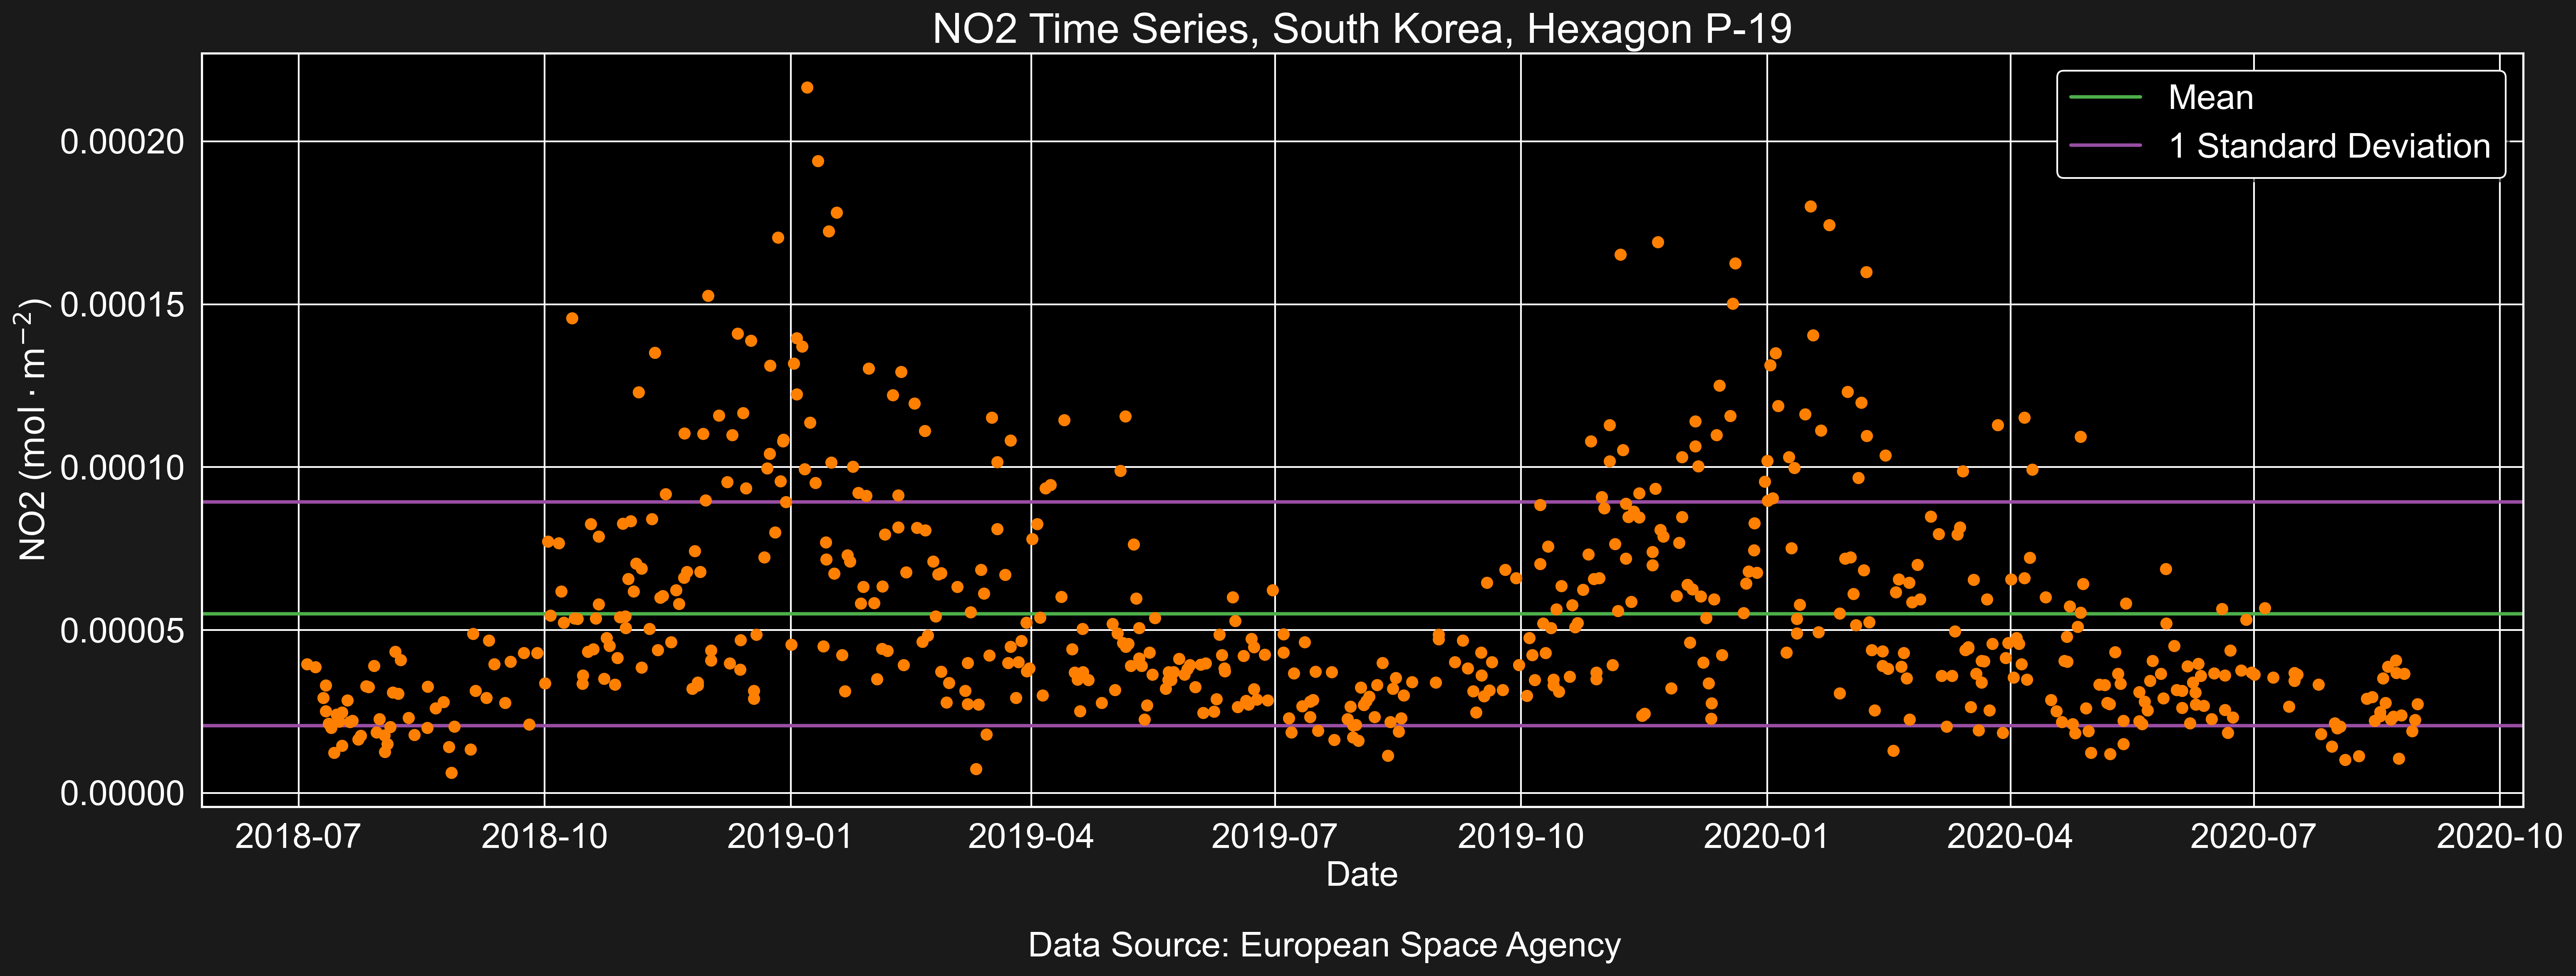 NO2 Time Series, South Korea, Hexagon P-19
Mean
1 Standard Deviation
NO2 (mol · m⁻²)
0.00020
0.00015
0.00010
0.00005
0.00000
2018-07 2018-10 2019-01 2019-04 2019-07 2019-10 2020-01 2020-04 2020-07 2020-10
Date
Data Source: European Space Agency